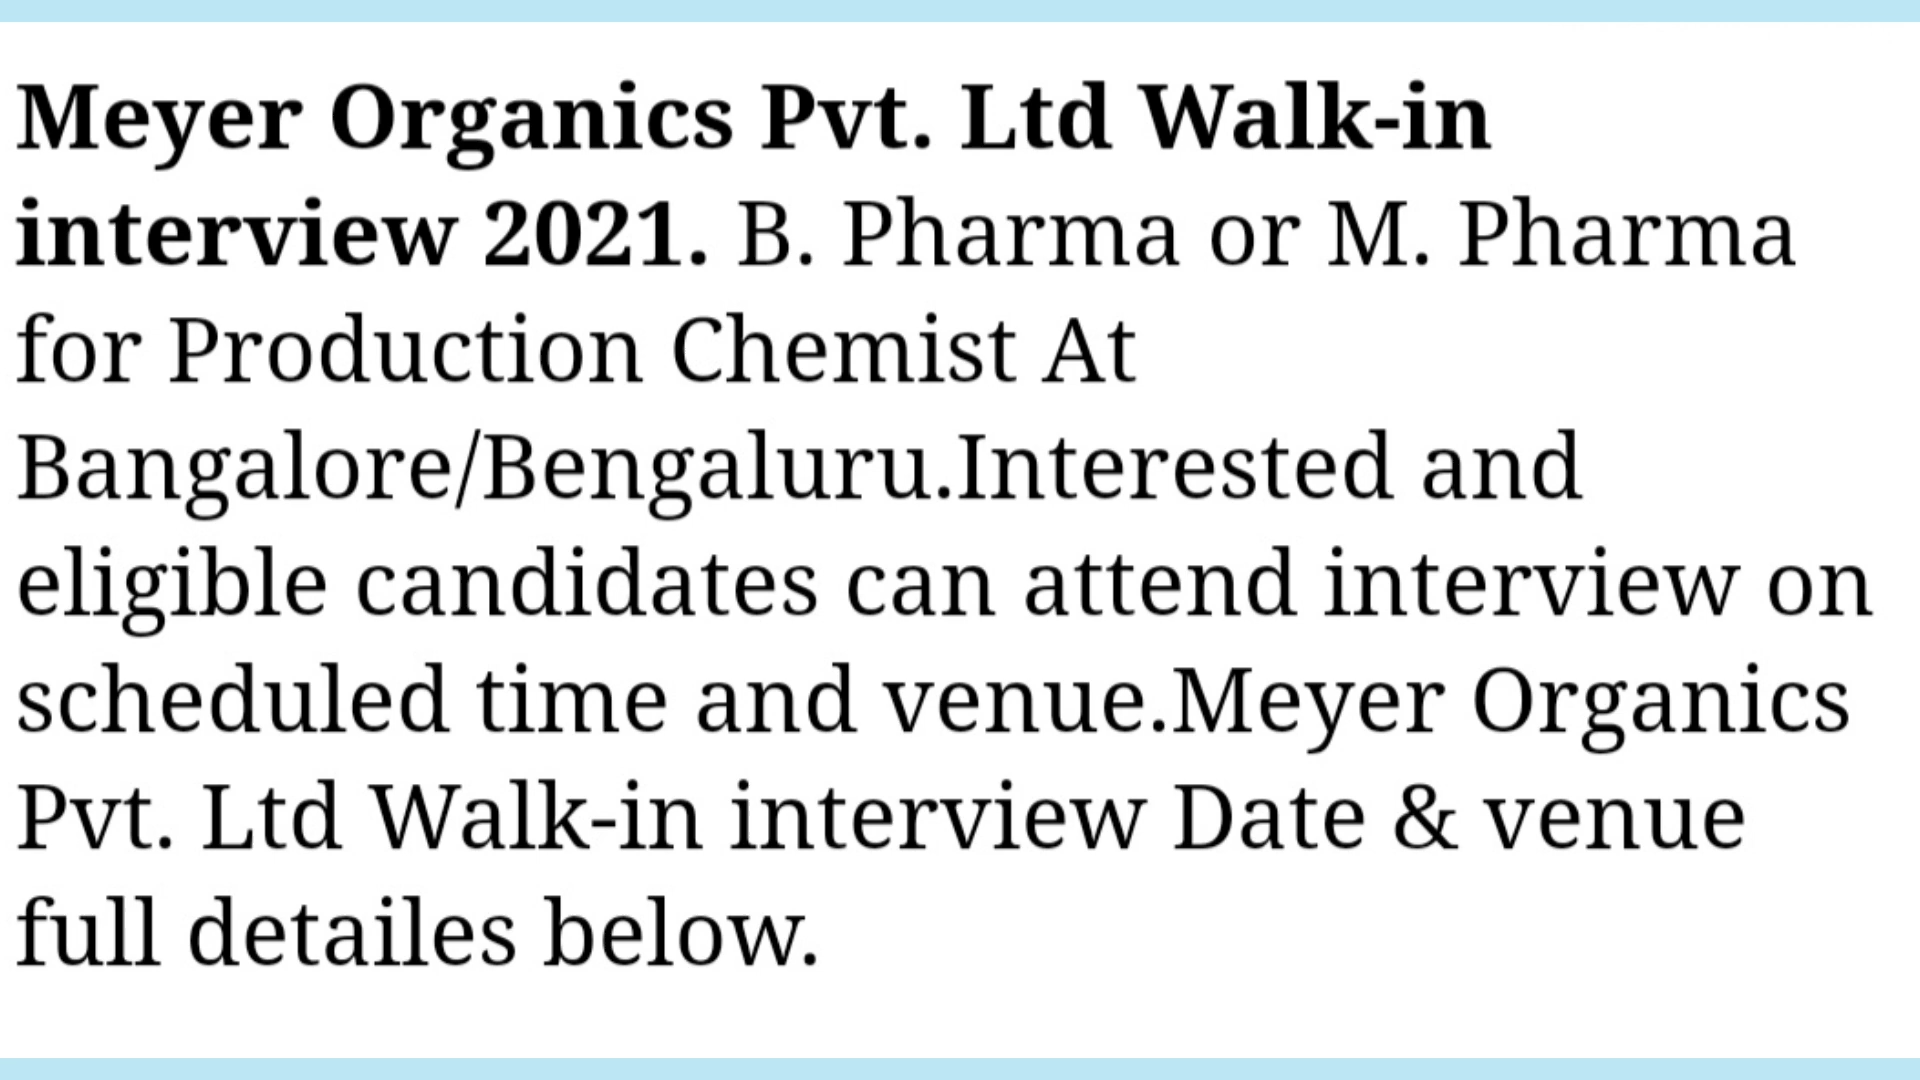 Meyer Organics Pvt. Ltd Walk-in
interview 2021. B. Pharma or M. Pharma
for Production Chemist At
Bangalore/Bengaluru.Interested and
eligible candidates can attend interview on
scheduled time and venue.Meyer Organics
Pvt. Ltd Walk-in interview Date & venue
full detailes below.